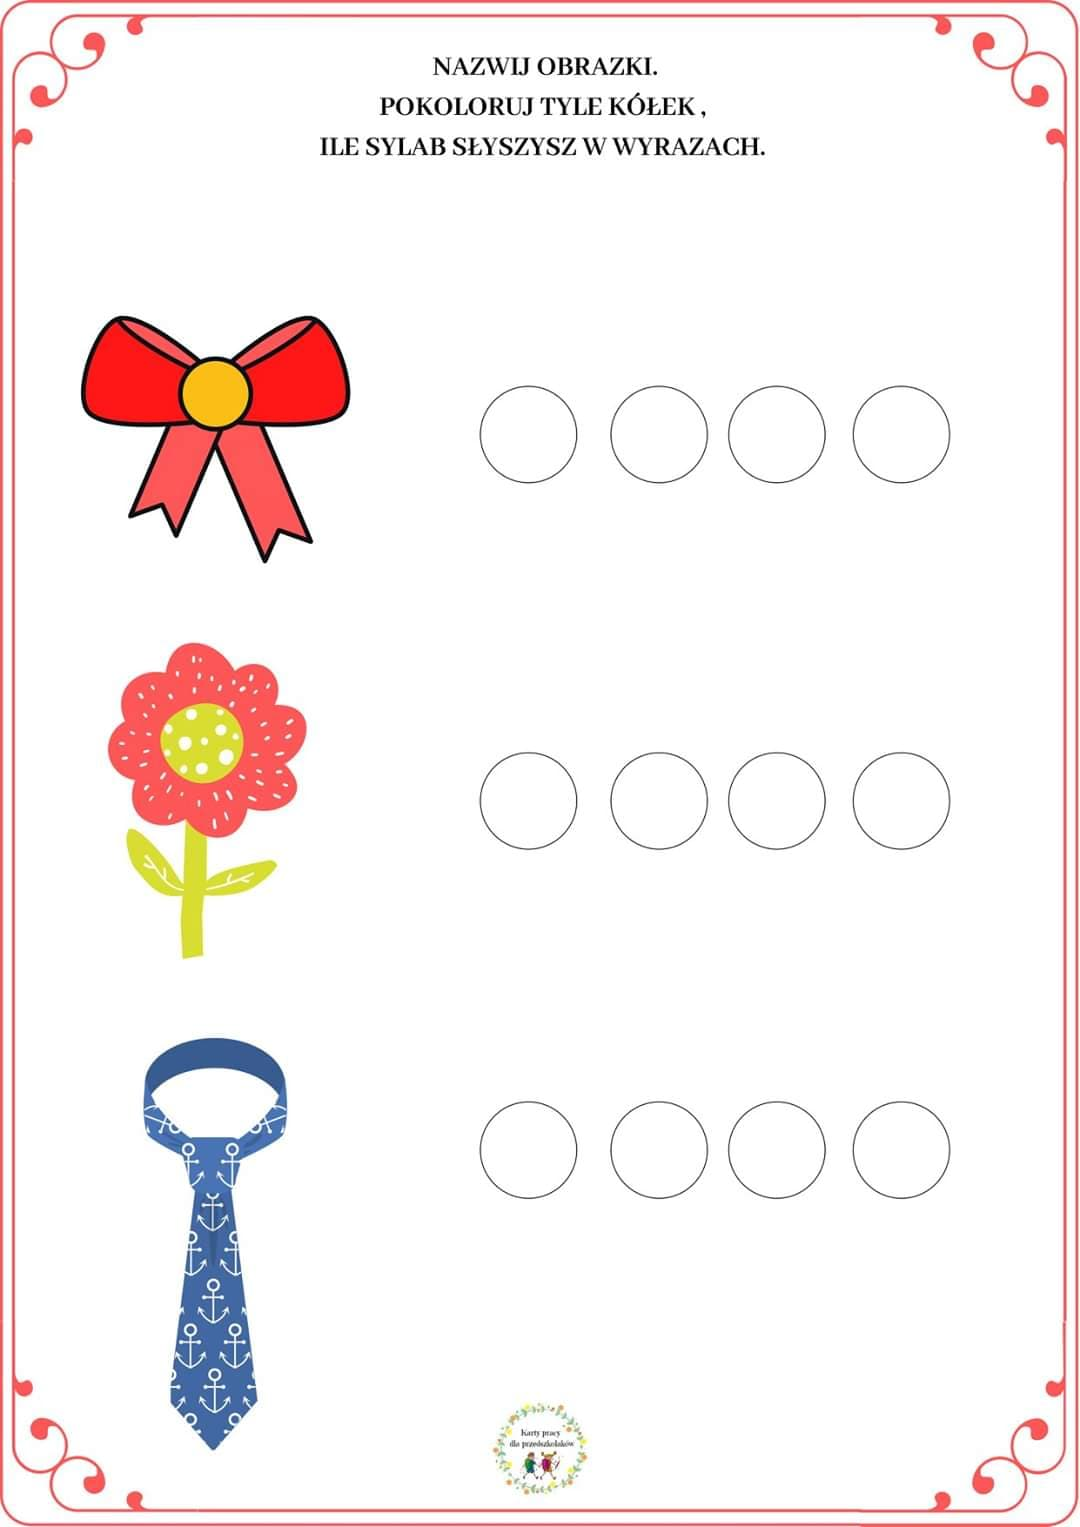 NAZWIJ OBRAZKI.
POKOLORUJ TYLE KÓŁEK ,
ILE SYLAB SŁYSZYSZ W WYRAZACH.
Karty pracy
dla przedszkolaków